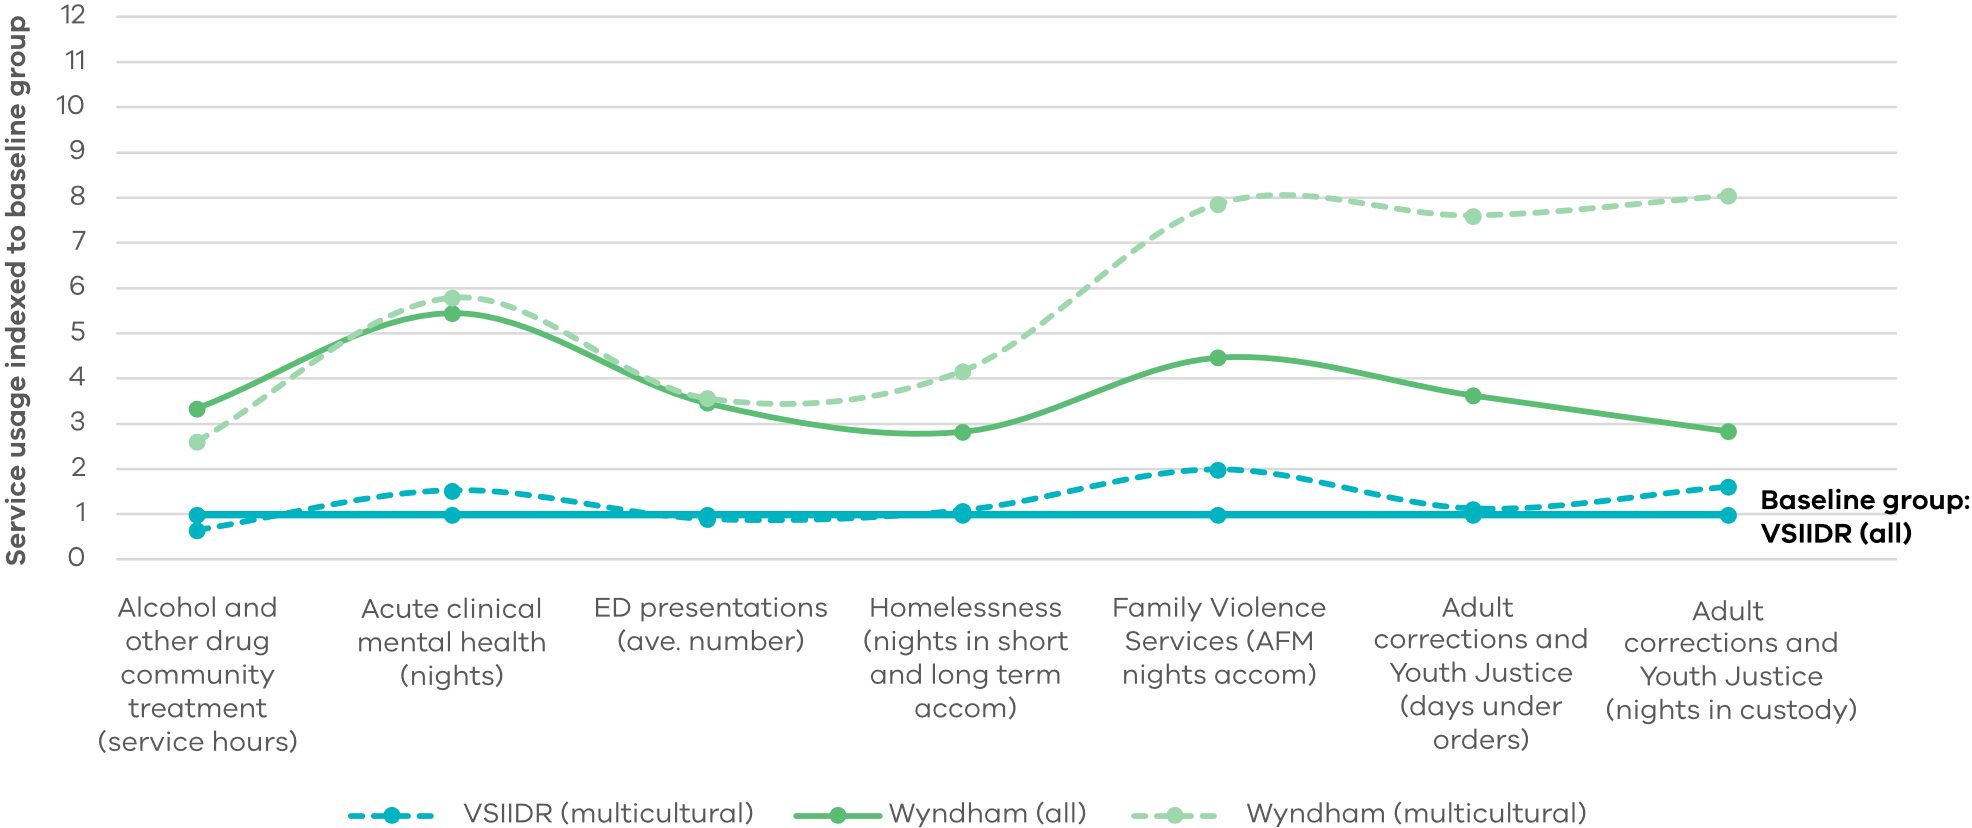 Service usage indexed to baseline group
12
11
10
9
8
7
6
5
4
3
2
1
0
Baseline group:
VSIIDR (all)
Alcohol and
other drug
community
treatment
(service hours)
Acute clinical
mental health
(nights)
ED presentations
(ave. number)
Homelessness
(nights in short
and long term
accom)
Family Violence
Services (AFM
nights accom)
Adult
corrections and
Youth Justice
(days under
orders)
Adult
corrections and
Youth Justice
(nights in custody)
VSIIDR (multicultural)
Wyndham (all)
Wyndham (multicultural)